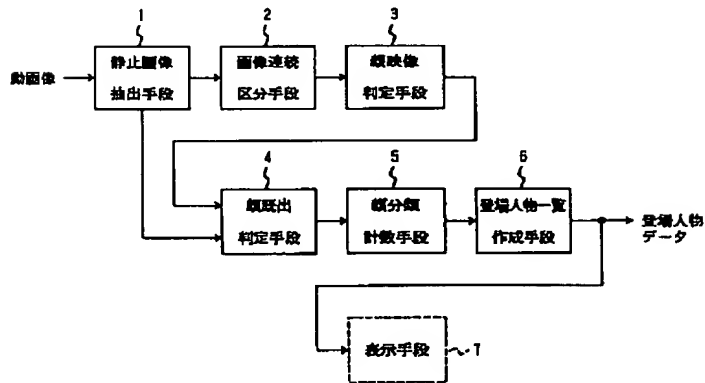 1
2
3
動画像
静止画像
抽出手段
画像連続
区分手段
顔映像
判定手段
4
5
6
顔既出
判定手段
顔分類
計数手段
登場人物一覧
作成手段
登場人物
データ
表示手段
7